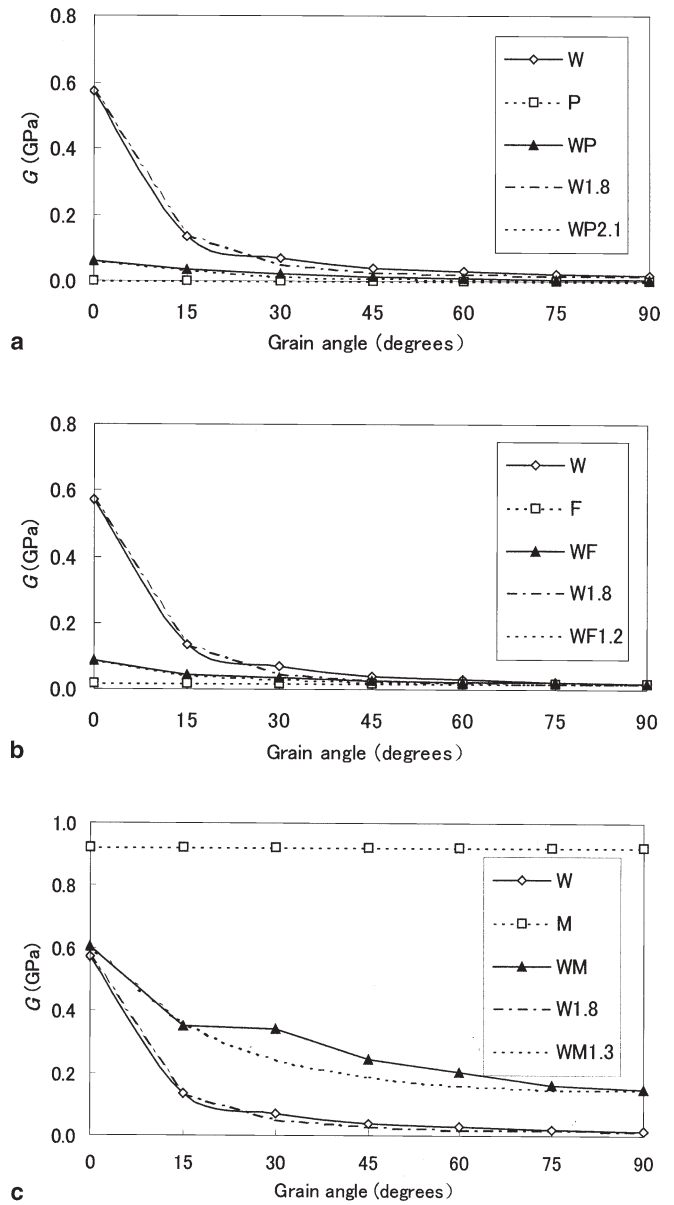 0.8
0.6
0.4
0.2
0.0
G (GPa)
W
P
WP
W1.8
WP2.1
0 15 30 45 60 75 90
Grain angle (degrees)
a
0.8
0.6
0.4
0.2
0.0
G (GPa)
W
F
WF
W1.8
WF1.2
0 15 30 45 60 75 90
Grain angle (degrees)
b
1.0
0.8
0.6
0.4
0.2
0.0
G (GPa)
W
M
WM
W1.8
WM1.3
0 15 30 45 60 75 90
Grain angle (degrees)
c